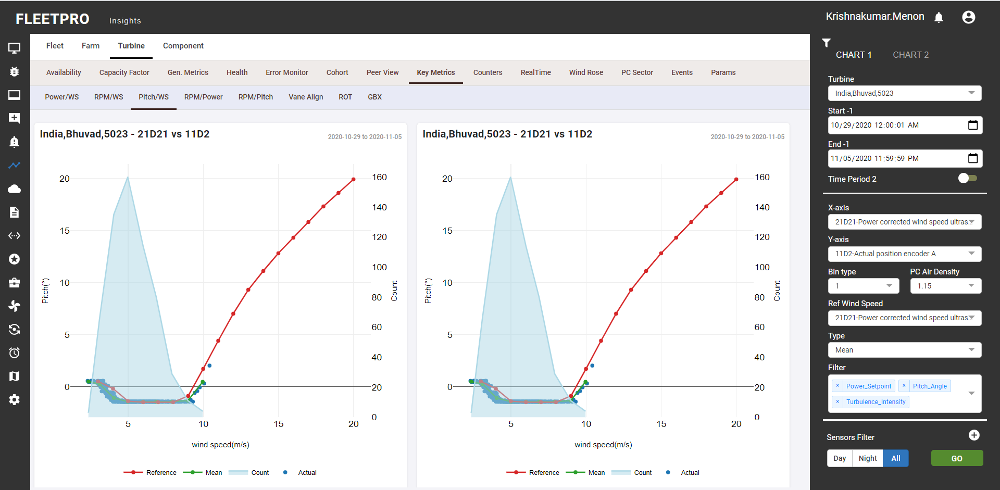 FLEETPRO
Insights
Krishnakumar.Menon
Fleet Farm Turbine Component
Availability Capacity Factor Gen. Metrics Health Error Monitor Cohort Peer View Key Metrics Counters RealTime Wind Rose PC Sector Events Params
Power/WS RPM/WS Pitch/WS RPM/Power RPM/Pitch Vane Align ROT GBX
India,Bhuvad,5023 - 21D21 vs 11D2
2020-10-29 to 2020-11-05
20
15
10
5
0
Pitch(°)
160
140
120
100
80
60
40
20
0
Count
5 10 15 20
wind speed(m/s)
Reference Mean Count Actual
India,Bhuvad,5023 - 21D21 vs 11D2
2020-10-29 to 2020-11-05
20
15
10
5
0
Pitch(°)
160
140
120
100
80
60
40
20
0
Count
5 10 15 20
wind speed(m/s)
Reference Mean Count Actual
CHART 1 CHART 2
Turbine
India,Bhuvad,5023
Start -1
10/29/2020 12:00:01 AM
End -1
11/05/2020 11:59:59 PM
Time Period 2
X-axis
21D21-Power corrected wind speed ultras...
Y-axis
11D2-Actual position encoder A
Bin type PC Air Density
1 1.15
Ref Wind Speed
21D21-Power corrected wind speed ultras...
Type
Mean
Filter
× Power_Setpoint × Pitch_Angle
× Turbulence_Intensity
Sensors Filter
Day Night All GO